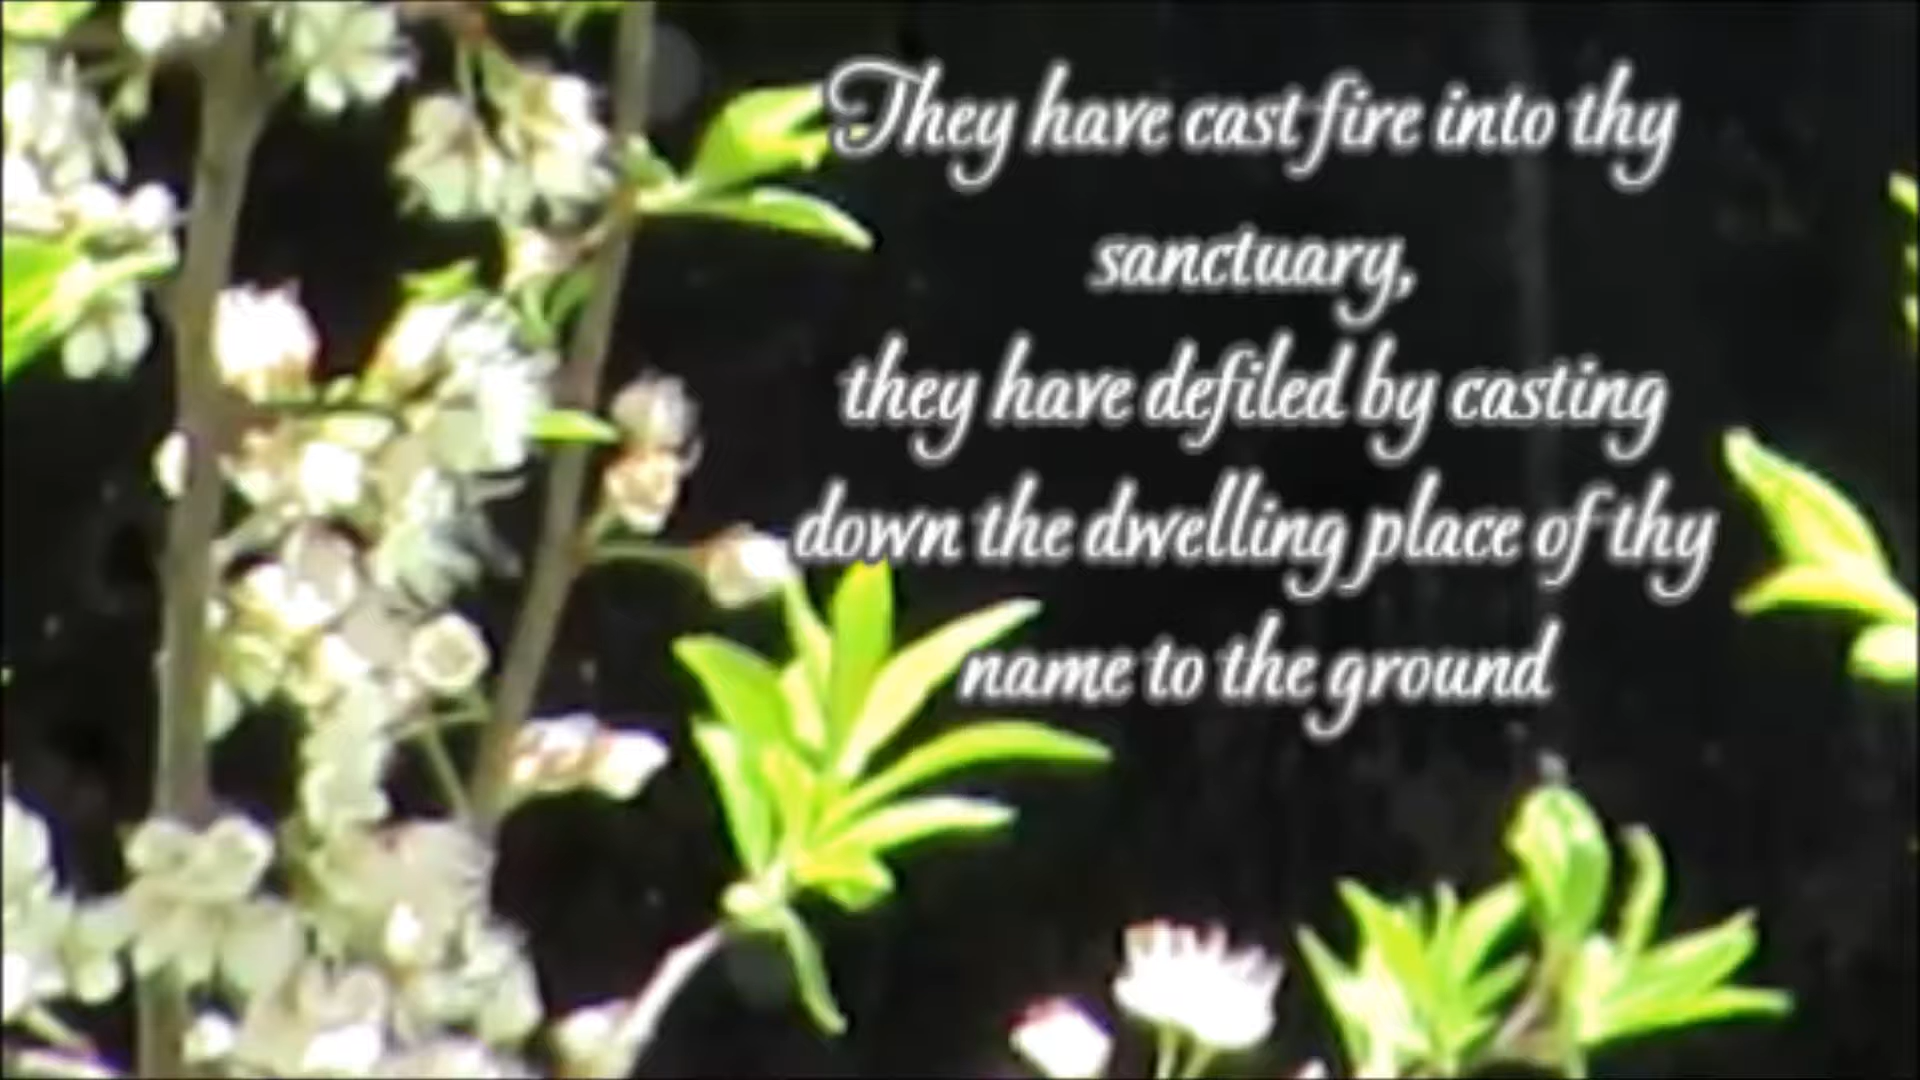 They have cast fire into thy
sanctuary,
they have defiled by casting
down the dwelling place of thy
name to the ground